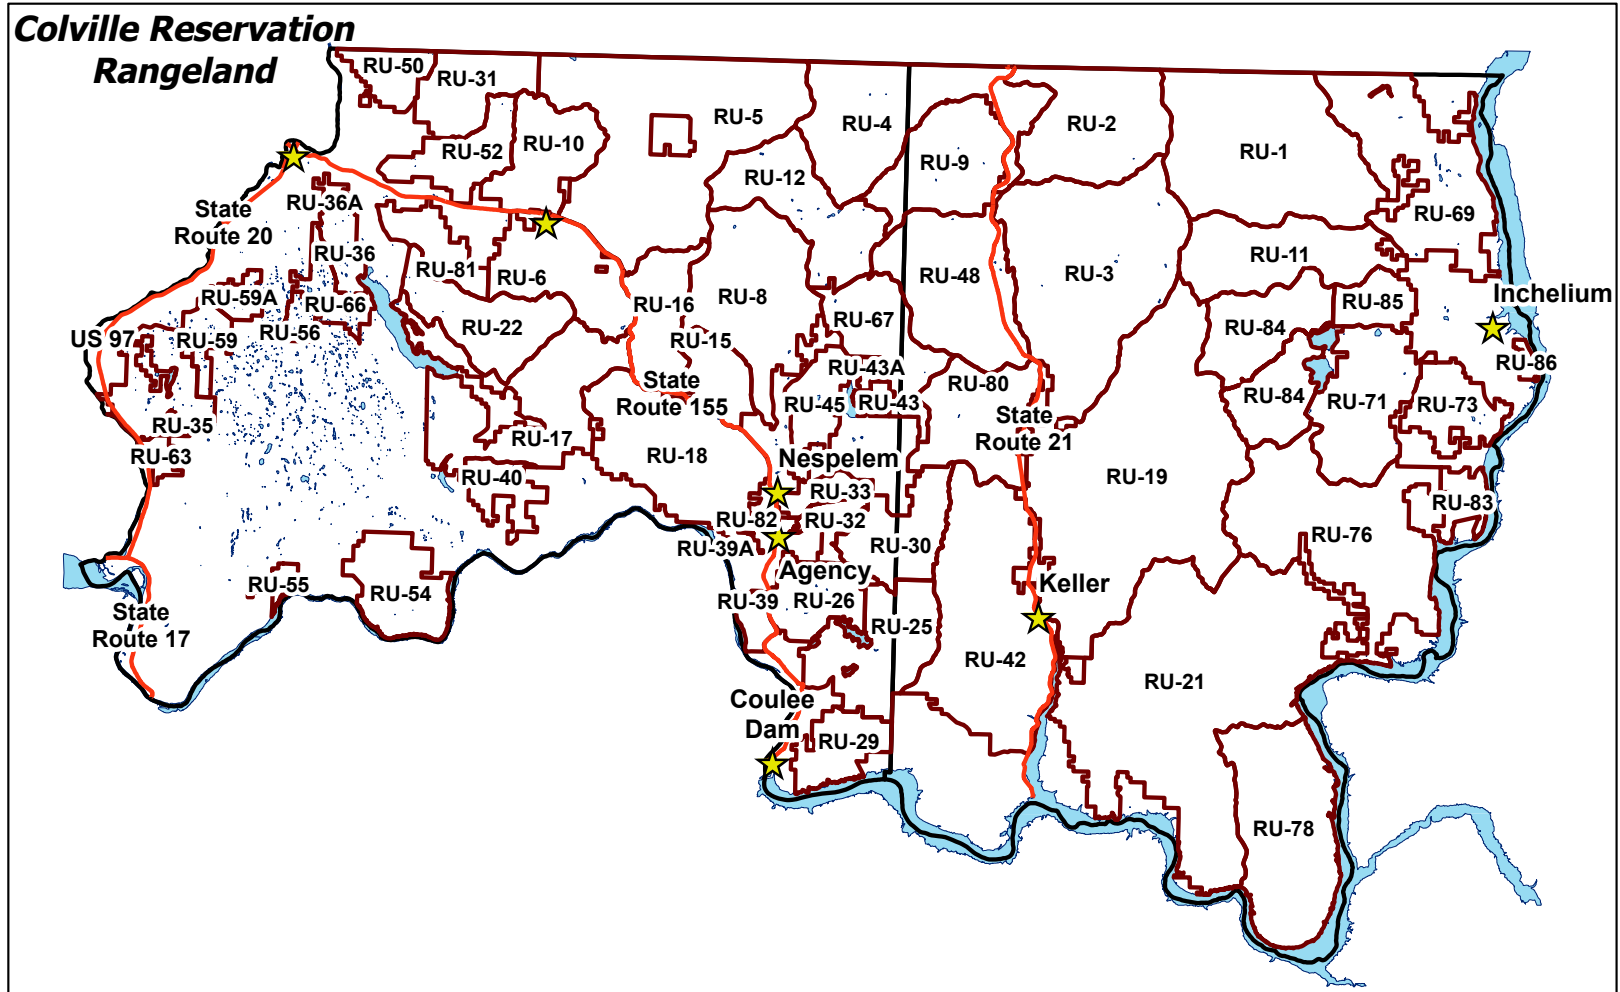 Colville Reservation
Rangeland
RU-50
RU-31
RU-5
RU-4
RU-2
RU-1
RU-52
RU-10
RU-9
RU-12
RU-36A
State
Route 20
RU-69
RU-36
RU-81
RU-6
RU-48
RU-3
RU-11
RU-59A
RU-66
RU-16
RU-8
RU-85
Inchelium
RU-56
RU-22
RU-67
RU-84
US 97
RU-59
RU-15
RU-86
RU-43A
State
Route 155
RU-80
RU-45
RU-43
RU-84
RU-71
RU-73
State
Route 21
RU-35
RU-17
RU-63
RU-18
Nespelem
RU-40
RU-19
RU-33
RU-83
RU-82
RU-32
RU-76
RU-39A
RU-30
Agency
RU-55
RU-54
Keller
RU-39
RU-26
State
Route 17
RU-25
RU-42
RU-21
Coulee
Dam
RU-29
RU-78